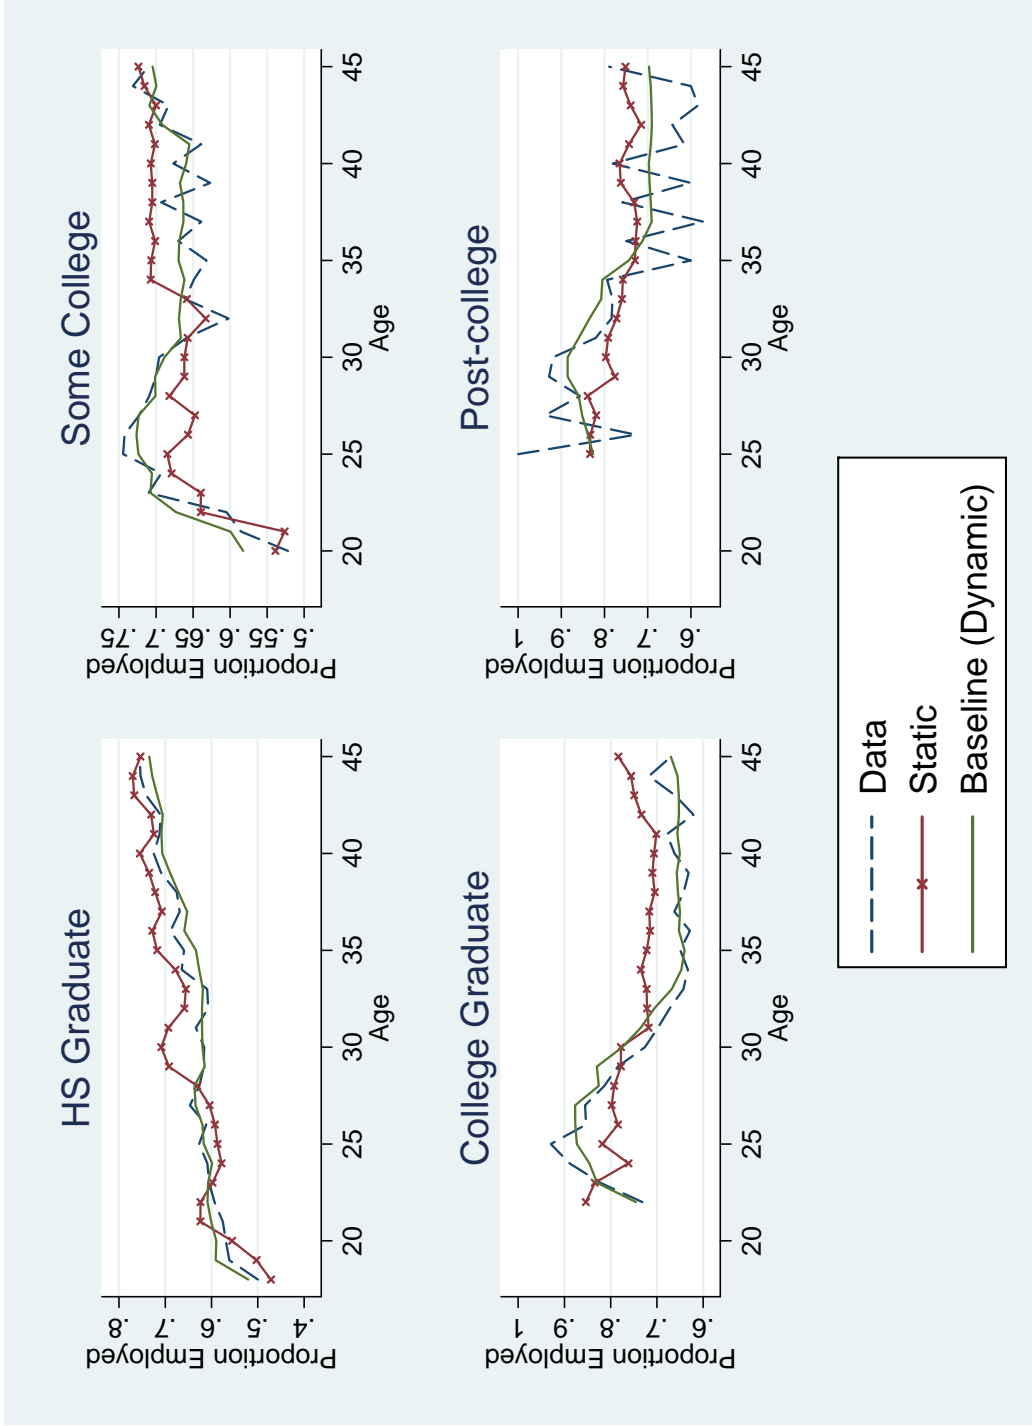 HS Graduate
Proportion Employed
.4 .5 .6 .7 .8
20 25 30 35 40 45
Age
Some College
Proportion Employed
.5 .55 .6 .65 .7 .75
20 25 30 35 40 45
Age
College Graduate
Proportion Employed
.6 .7 .8 .9 1
20 25 30 35 40 45
Age
Post-college
Proportion Employed
.6 .7 .8 .9 1
20 25 30 35 40 45
Age
Data
Static
Baseline (Dynamic)